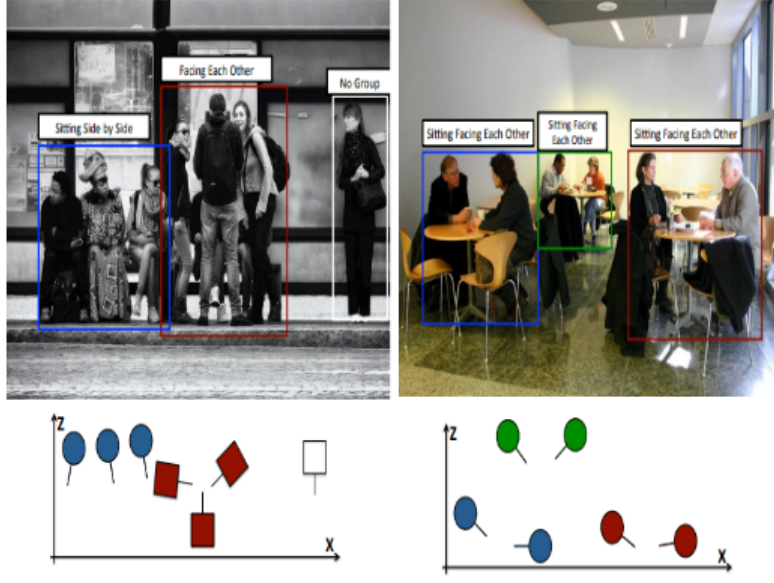 Facing Each Other
No Group
Sitting Side by Side
Sitting Facing Each Other
Sitting Facing
Each Other
Sitting Facing Each Other
Z
X
Z
X